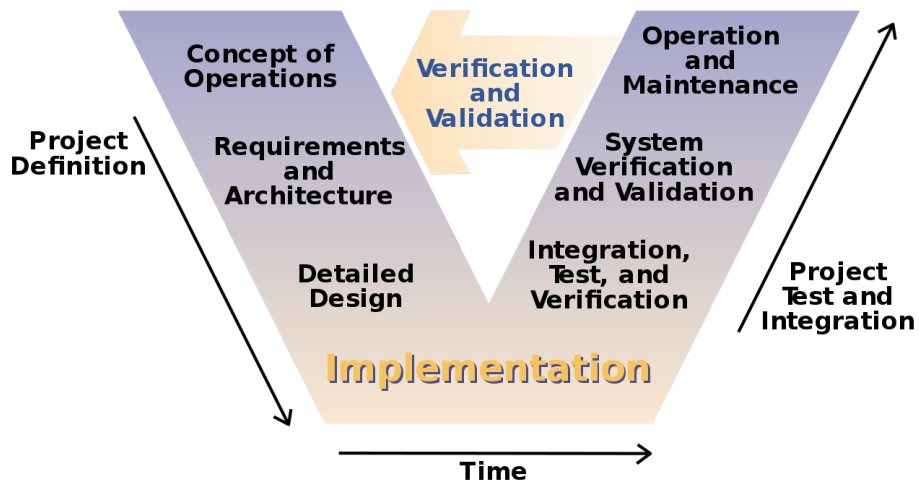 Concept of
Operations
Verification
and
Validation
Operation
and
Maintenance
Project
Definition
Requirements
and
Architecture
System
Verification
and Validation
Detailed
Design
Integration,
Test, and
Verification
Project
Test and
Integration
Implementation
Time